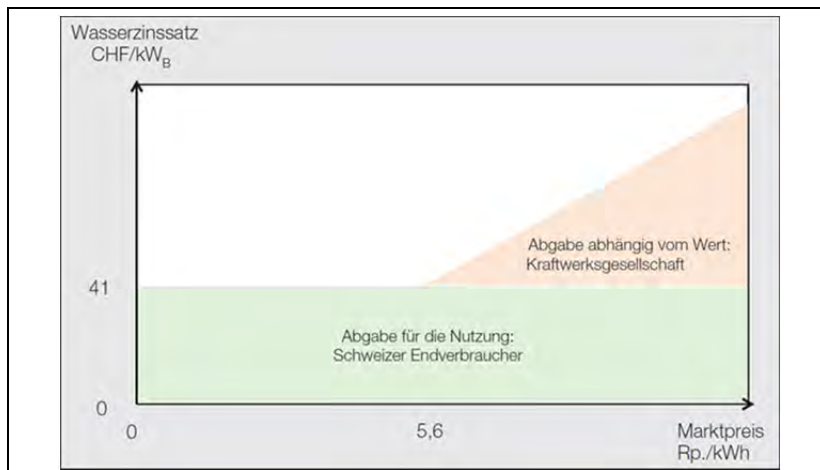 Wasserzinssatz
CHF/kW_B
Abgabe abhängig vom Wert:
Kraftwerksgesellschaft
41
Abgabe für die Nutzung:
Schweizer Endverbraucher
0
0
5,6
Marktpreis
Rp./kWh